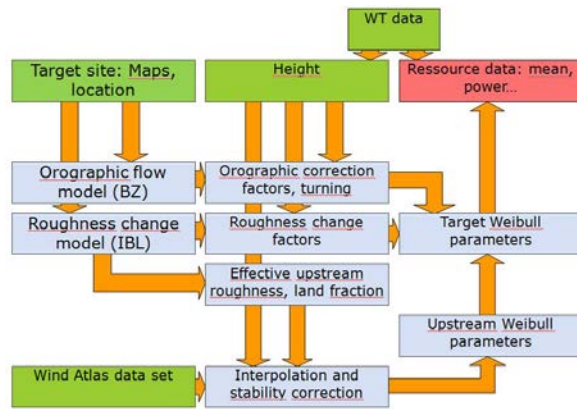 WT data
Target site: Maps,
location
Height
Ressource data: mean,
power...
Orographic flow
model (BZ)
Orographic correction
factors, turning
Roughness change
model (IBL)
Roughness change
factors
Target Weibull
parameters
Effective upstream
roughness, land fraction
Upstream Weibull
parameters
Wind Atlas data set
Interpolation and
stability correction